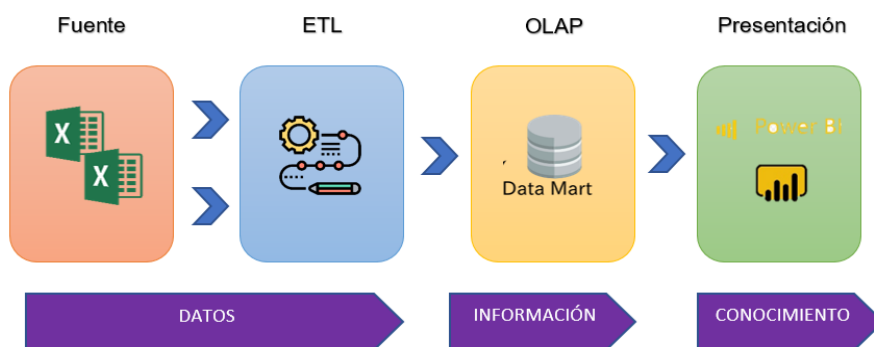 Fuente
ETL
OLAP
Presentación
X
X
Power BI
Data Mart
DATOS
INFORMACIÓN
CONOCIMIENTO